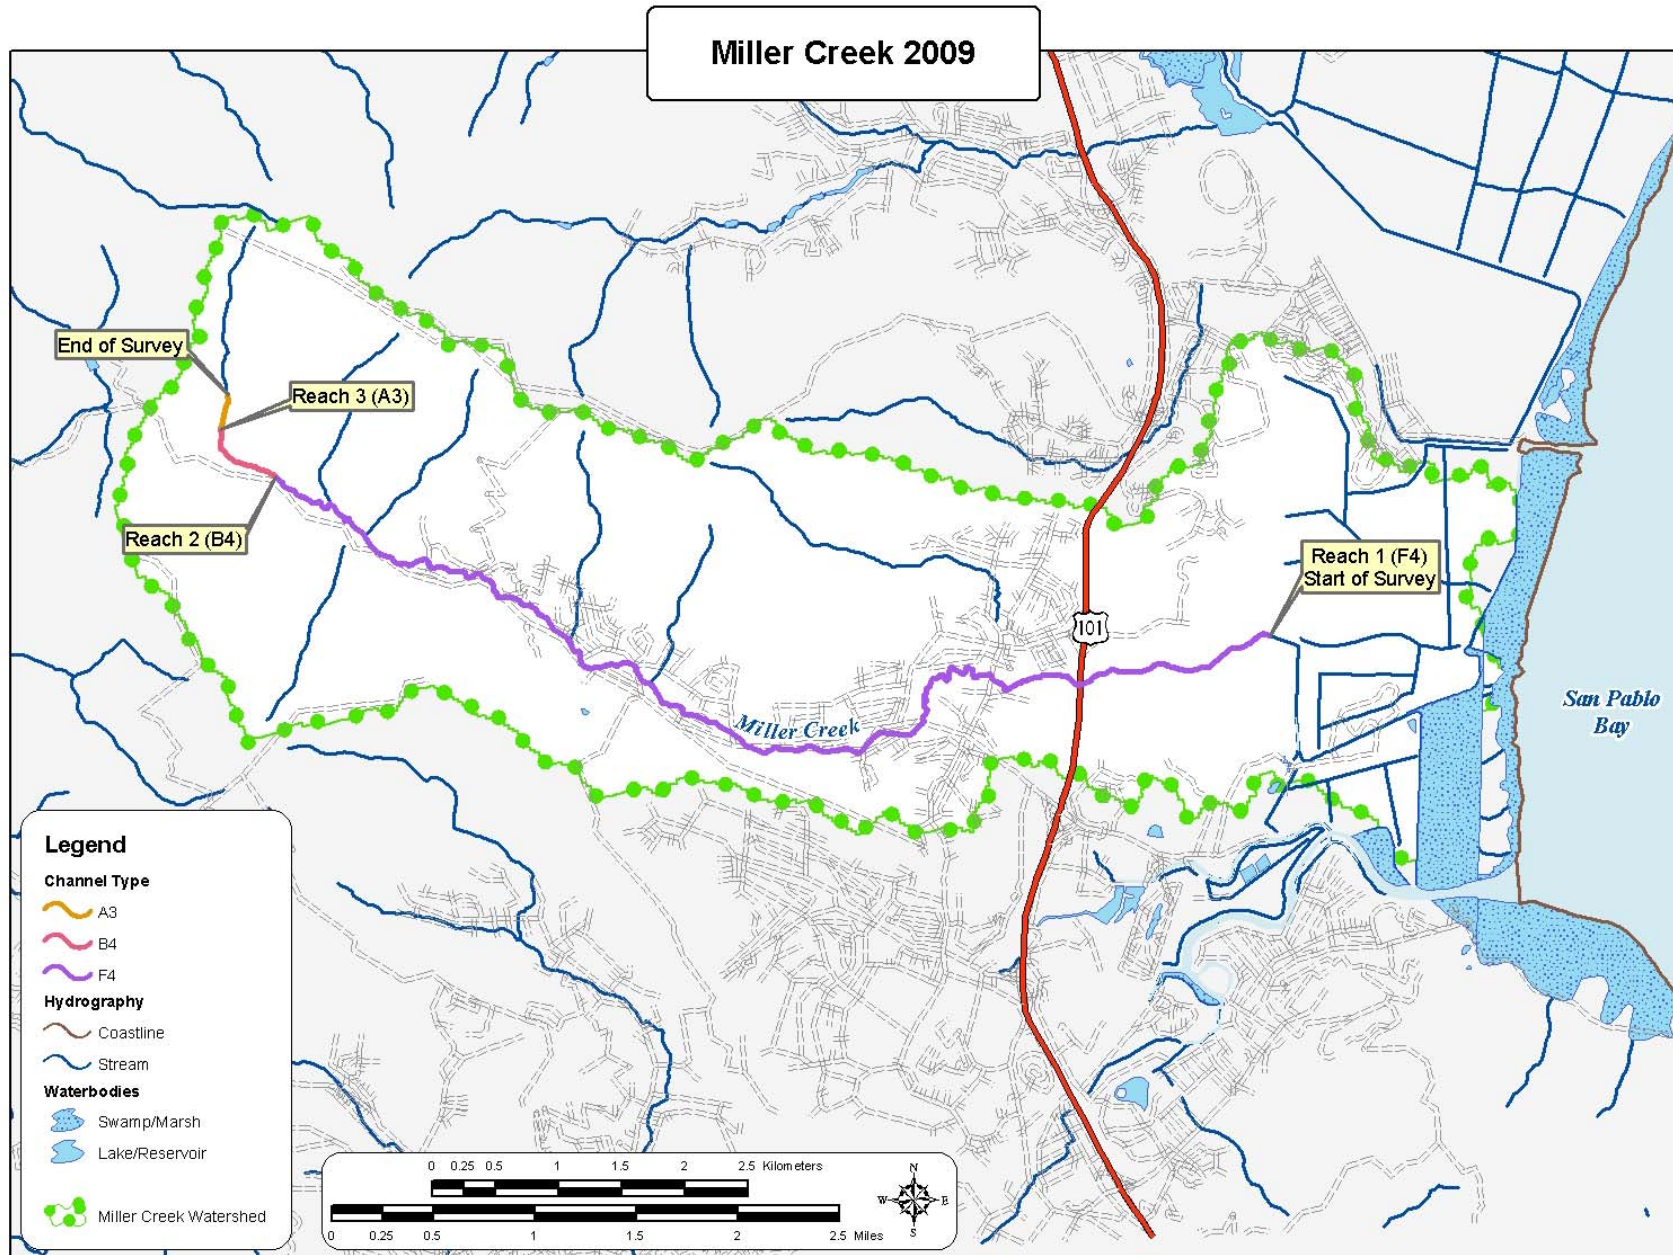 Miller Creek 2009
End of Survey
Reach 3 (A3)
Reach 2 (B4)
Reach 1 (F4)
Start of Survey
101
Miller Creek
San Pablo
Bay
Legend
Channel Type
A3
B4
F4
Hydrography
Coastline
Stream
Waterbodies
Swamp/Marsh
Lake/Reservoir
Miller Creek Watershed
0 0.25 0.5 1 1.5 2 2.5 Kilometers
0 0.25 0.5 1 1.5 2 2.5 Miles
N
W E
S